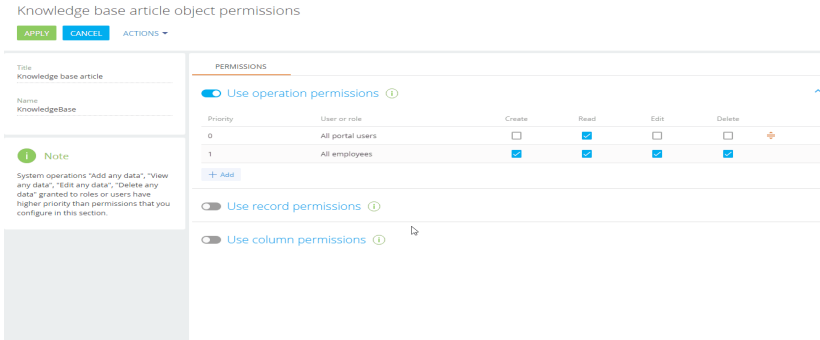 Knowledge base article object permissions
APPLY CANCEL ACTIONS
Title
Knowledge base article
Name
KnowledgeBase
Note
System operations "Add any data", "View
any data", "Edit any data", "Delete any
data" granted to roles or users have
higher priority than permissions that you
configure in this section.
PERMISSIONS
Use operation permissions
Priority User or role Create Read Edit Delete
0 All portal users
1 All employees
+ Add
Use record permissions
Use column permissions